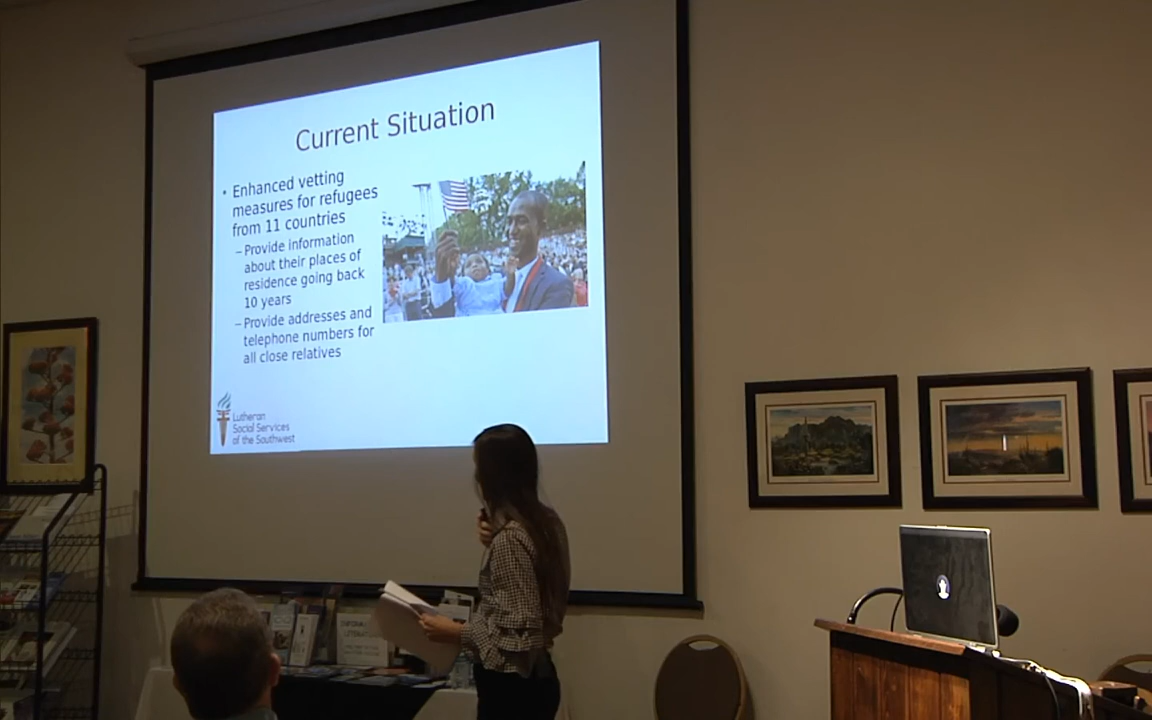 Current Situation
• Enhanced vetting
measures for refugees
from 11 countries
– Provide information
about their places of
residence going back
10 years
– Provide addresses and
telephone numbers for
all close relatives
Lutheran
Social Services
of the Southwest